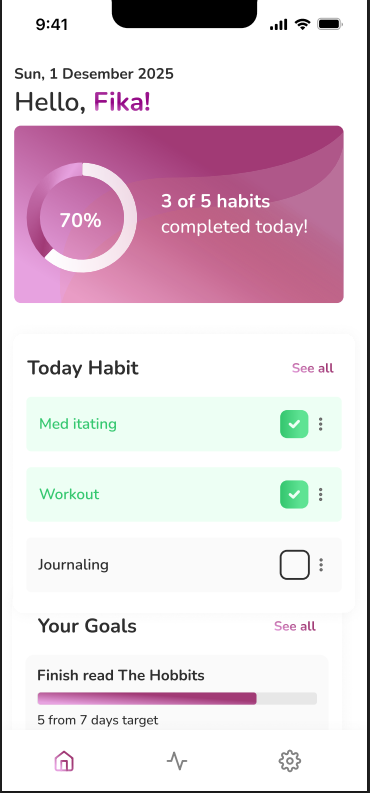 9:41
Sun, 1 Desember 2025
Hello, Fika!
70%
3 of 5 habits
completed today!
Today Habit
See all
Med itating
Workout
Journaling
Your Goals
See all
Finish read The Hobbits
5 from 7 days target